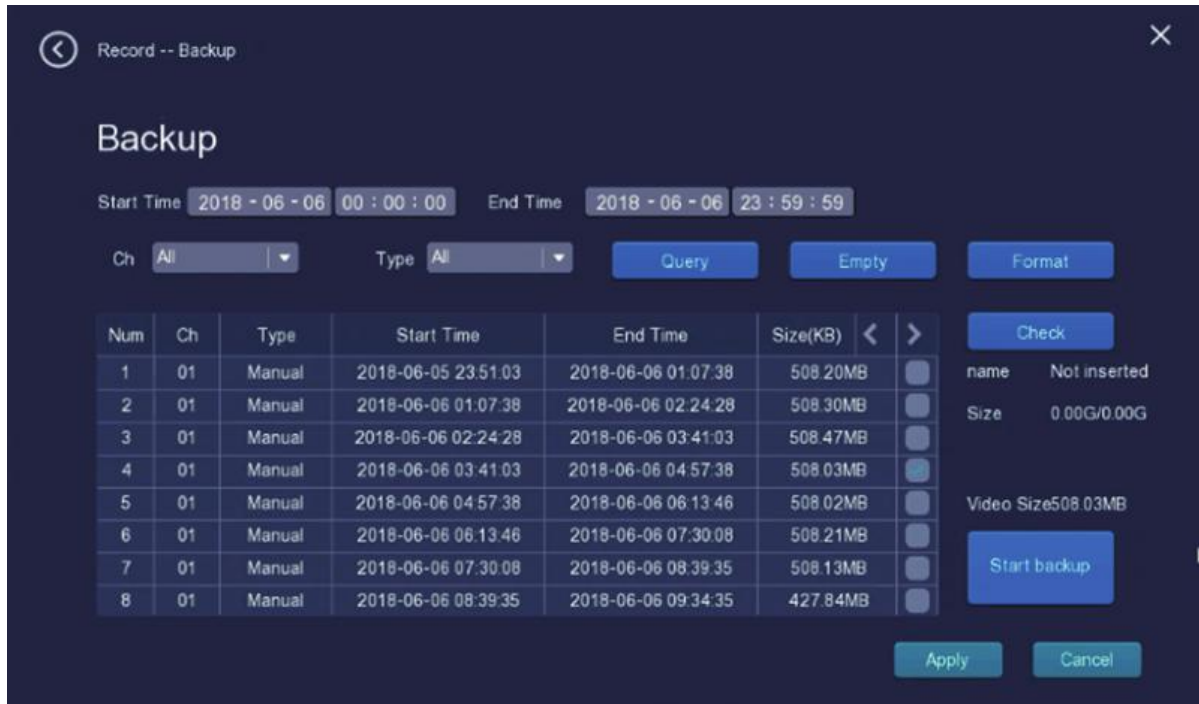 Record -- Backup
Backup
Start Time 2018 - 06 - 06 00 : 00 : 00 End Time 2018 - 06 - 06 23 : 59 : 59
Ch All Type All Query Empty Format
Num Ch Type Start Time End Time Size(KB) Check
1 01 Manual 2018-06-05 23:51:03 2018-06-06 01:07:38 508.20MB name Not inserted
2 01 Manual 2018-06-06 01:07:38 2018-06-06 02:24:28 508.30MB Size 0.00G/0.00G
3 01 Manual 2018-06-06 02:24:28 2018-06-06 03:41:03 508.47MB
4 01 Manual 2018-06-06 03:41:03 2018-06-06 04:57:38 508.03MB
5 01 Manual 2018-06-06 04:57:38 2018-06-06 06:13:46 508.02MB Video Size508.03MB
6 01 Manual 2018-06-06 06:13:46 2018-06-06 07:30:08 508.21MB
7 01 Manual 2018-06-06 07:30:08 2018-06-06 08:39:35 508.13MB Start backup
8 01 Manual 2018-06-06 08:39:35 2018-06-06 09:34:35 427.84MB
Apply Cancel